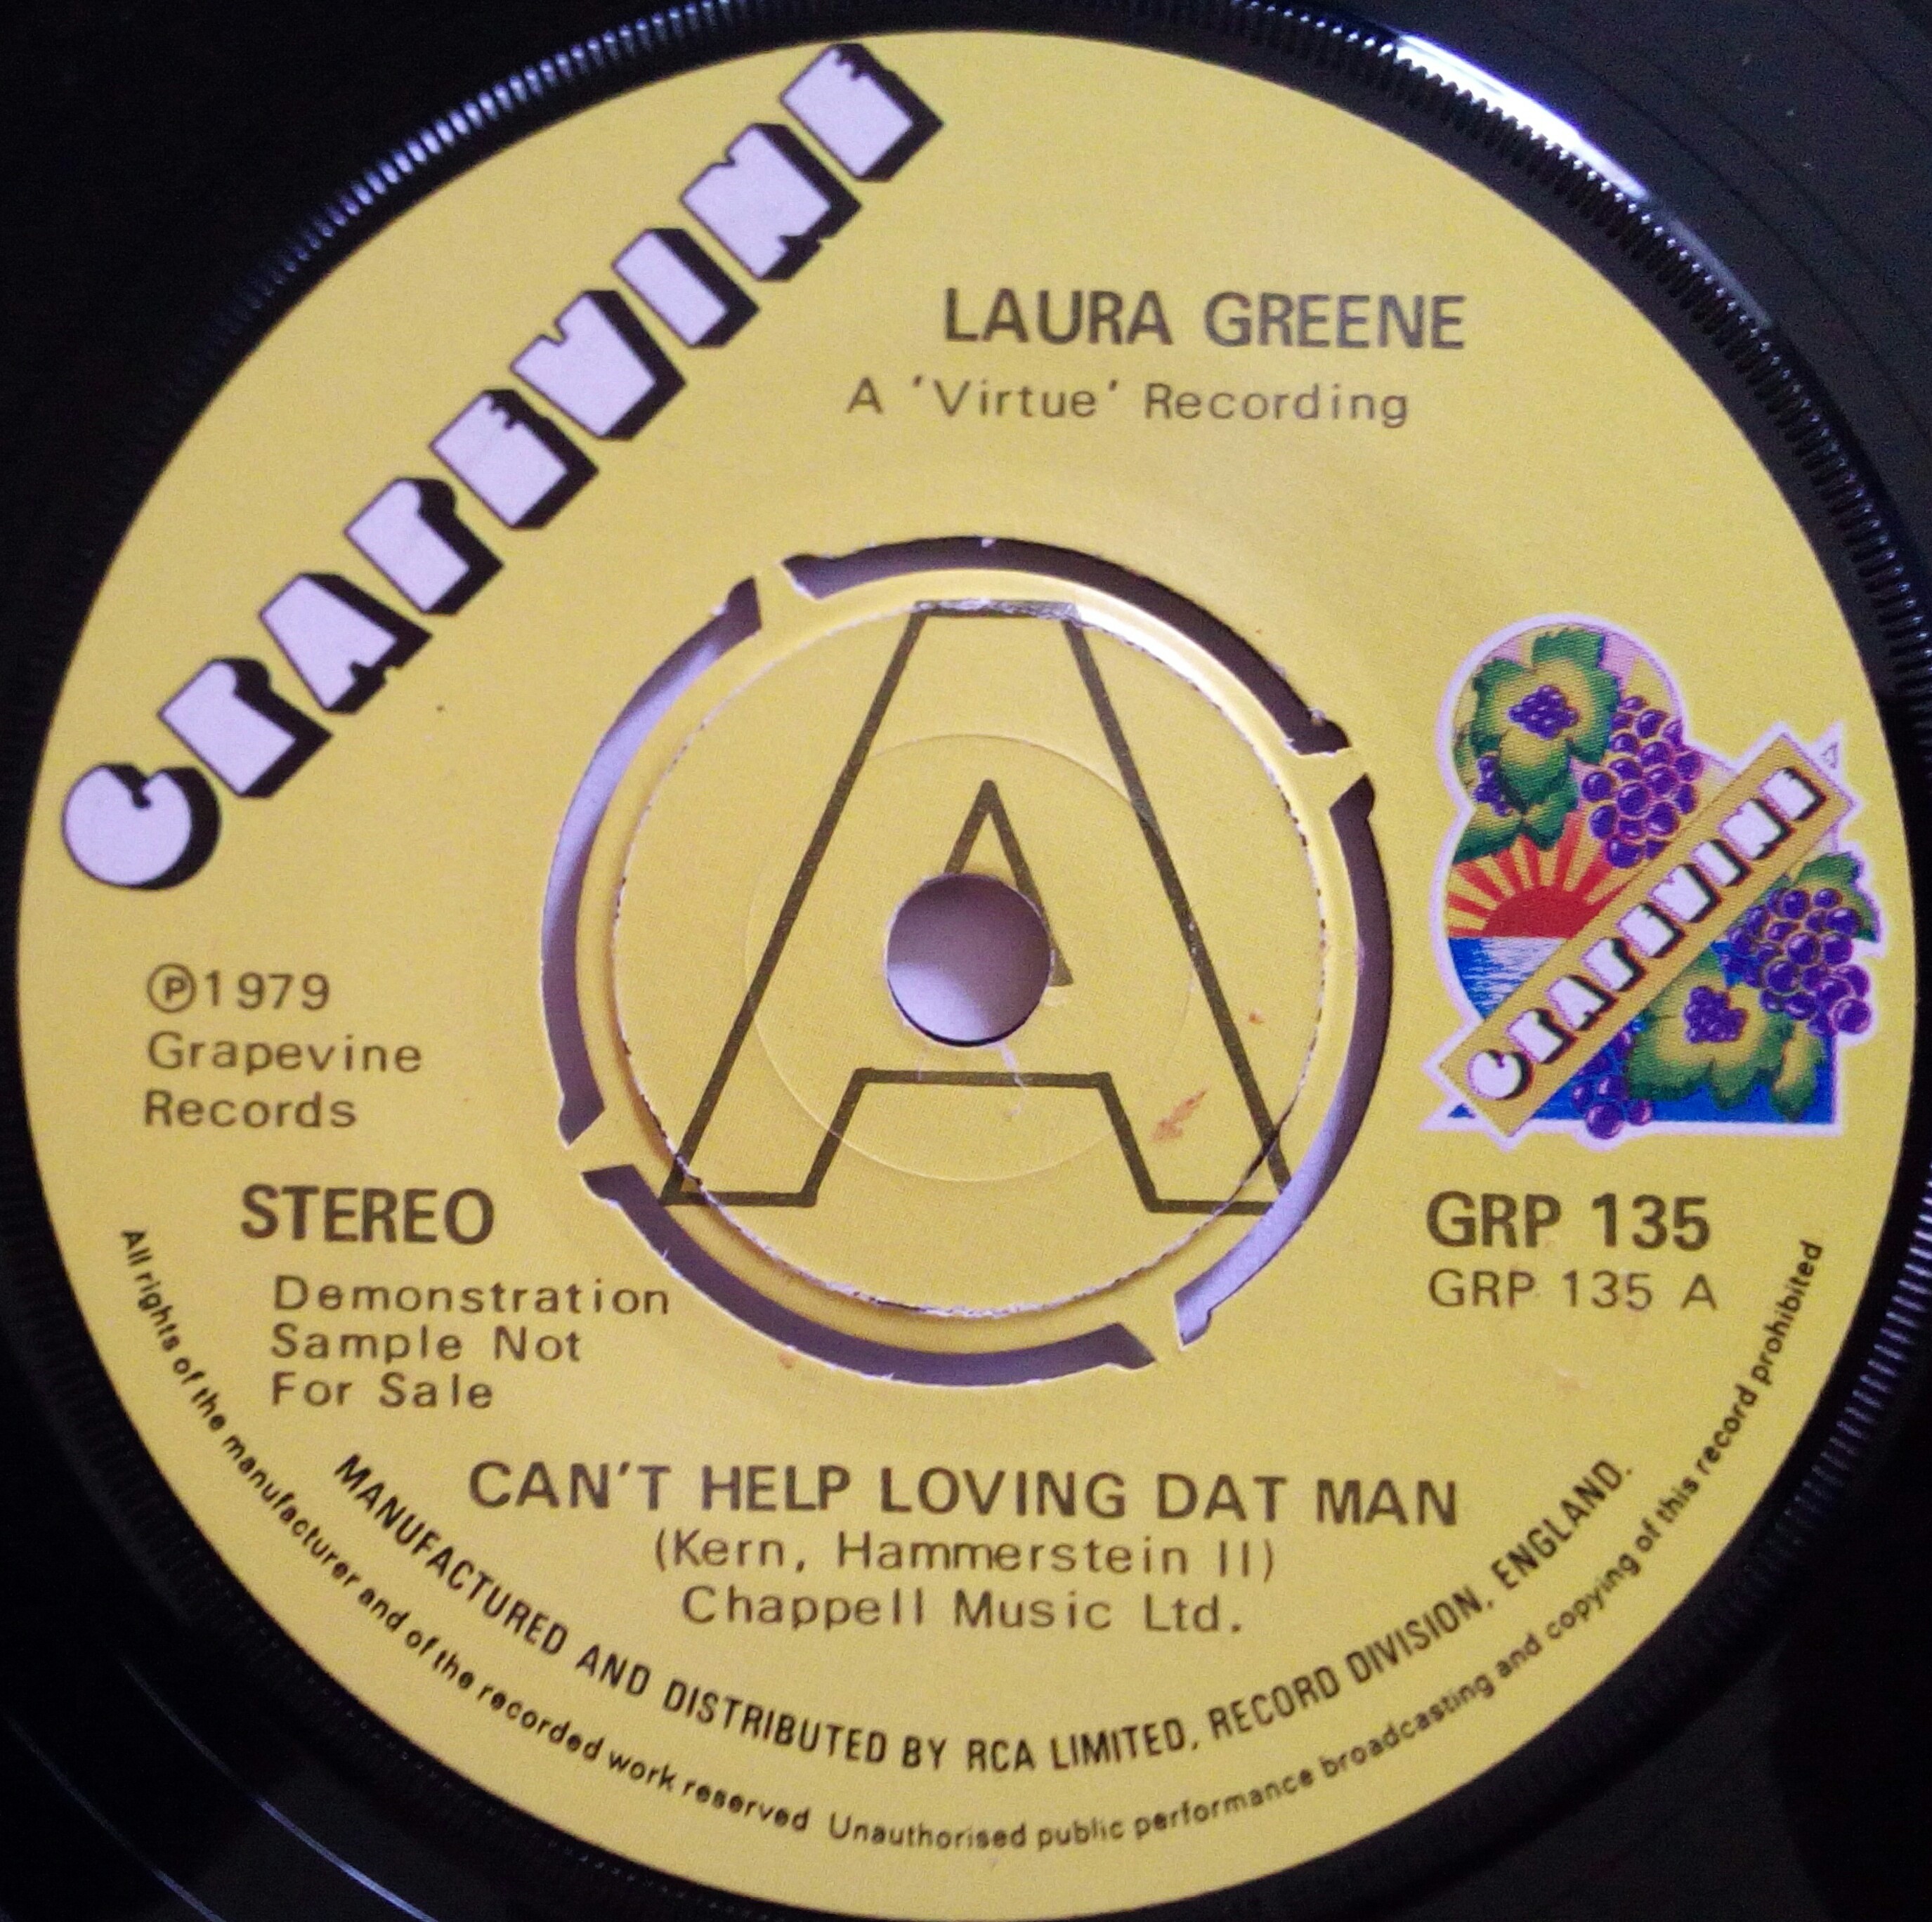 GRAPEVINE
LAURA GREENE
A 'Virtue' Recording
A
GRAPEVINE
Ⓟ1979
Grapevine
Records
STEREO
Demonstration
Sample Not
For Sale
GRP 135
GRP 135 A
CAN'T HELP LOVING DAT MAN
(Kern, Hammerstein II)
Chappell Music Ltd.
MANUFACTURED AND DISTRIBUTED BY RCA LIMITED, RECORD DIVISION, ENGLAND.
All rights of the manufacturer and of the recorded work reserved Unauthorised public performance broadcasting and copying of this record prohibited